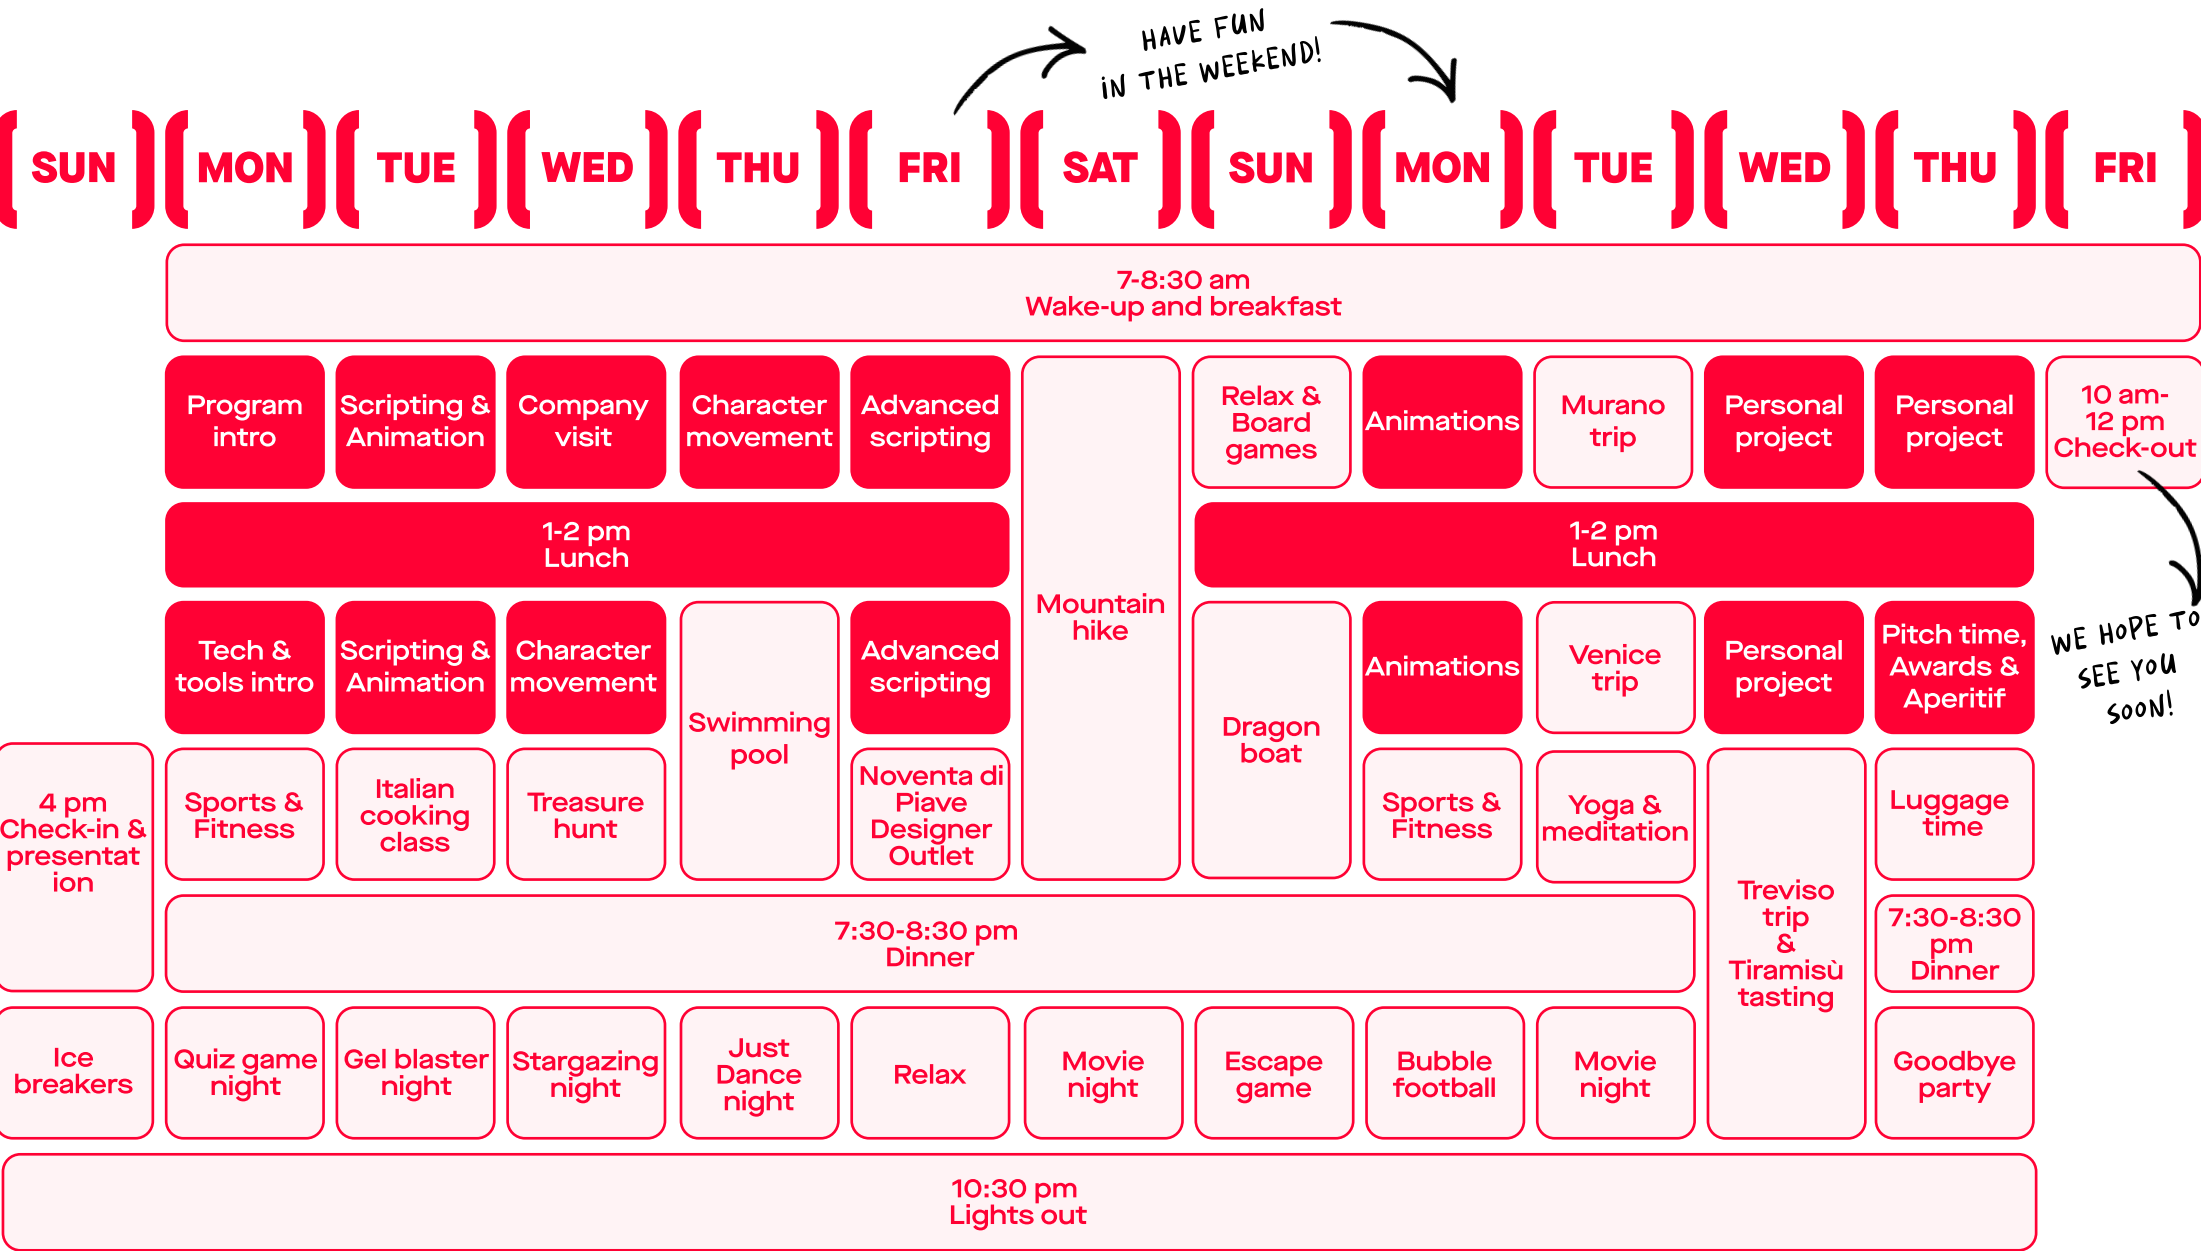 HAVE FUN
iN THE WEEKEND!
SUN MON TUE WED THU FRI SAT SUN MON TUE WED THU FRI
7-8:30 am
Wake-up and breakfast
Program
intro
Scripting &
Animation
Company
visit
Character
movement
Advanced
scripting
Mountain
hike
Relax &
Board
games
Animations
Murano
trip
Personal
project
Personal
project
10 am-
12 pm
Check-out
1-2 pm
Lunch
1-2 pm
Lunch
WE HOPE TO
SEE YOU
SOON!
Tech &
tools intro
Scripting &
Animation
Character
movement
Swimming
pool
Advanced
scripting
Dragon
boat
Animations
Venice
trip
Personal
project
Pitch time,
Awards &
Aperitif
4 pm
Check-in &
presentat
ion
Sports &
Fitness
Italian
cooking
class
Treasure
hunt
Noventa di
Piave
Designer
Outlet
Sports &
Fitness
Yoga &
meditation
Treviso
trip
&
Tiramisù
tasting
Luggage
time
7:30-8:30 pm
Dinner
7:30-8:30
pm
Dinner
Ice
breakers
Quiz game
night
Gel blaster
night
Stargazing
night
Just
Dance
night
Relax
Movie
night
Escape
game
Bubble
football
Movie
night
Goodbye
party
10:30 pm
Lights out